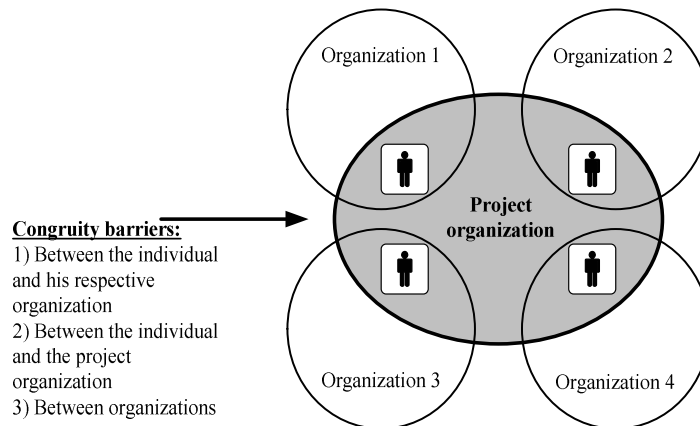 Organization 1
Organization 2
Project
organization
Congruity barriers:
1) Between the individual
and his respective
organization
2) Between the individual
and the project
organization
3) Between organizations
Organization 3
Organization 4